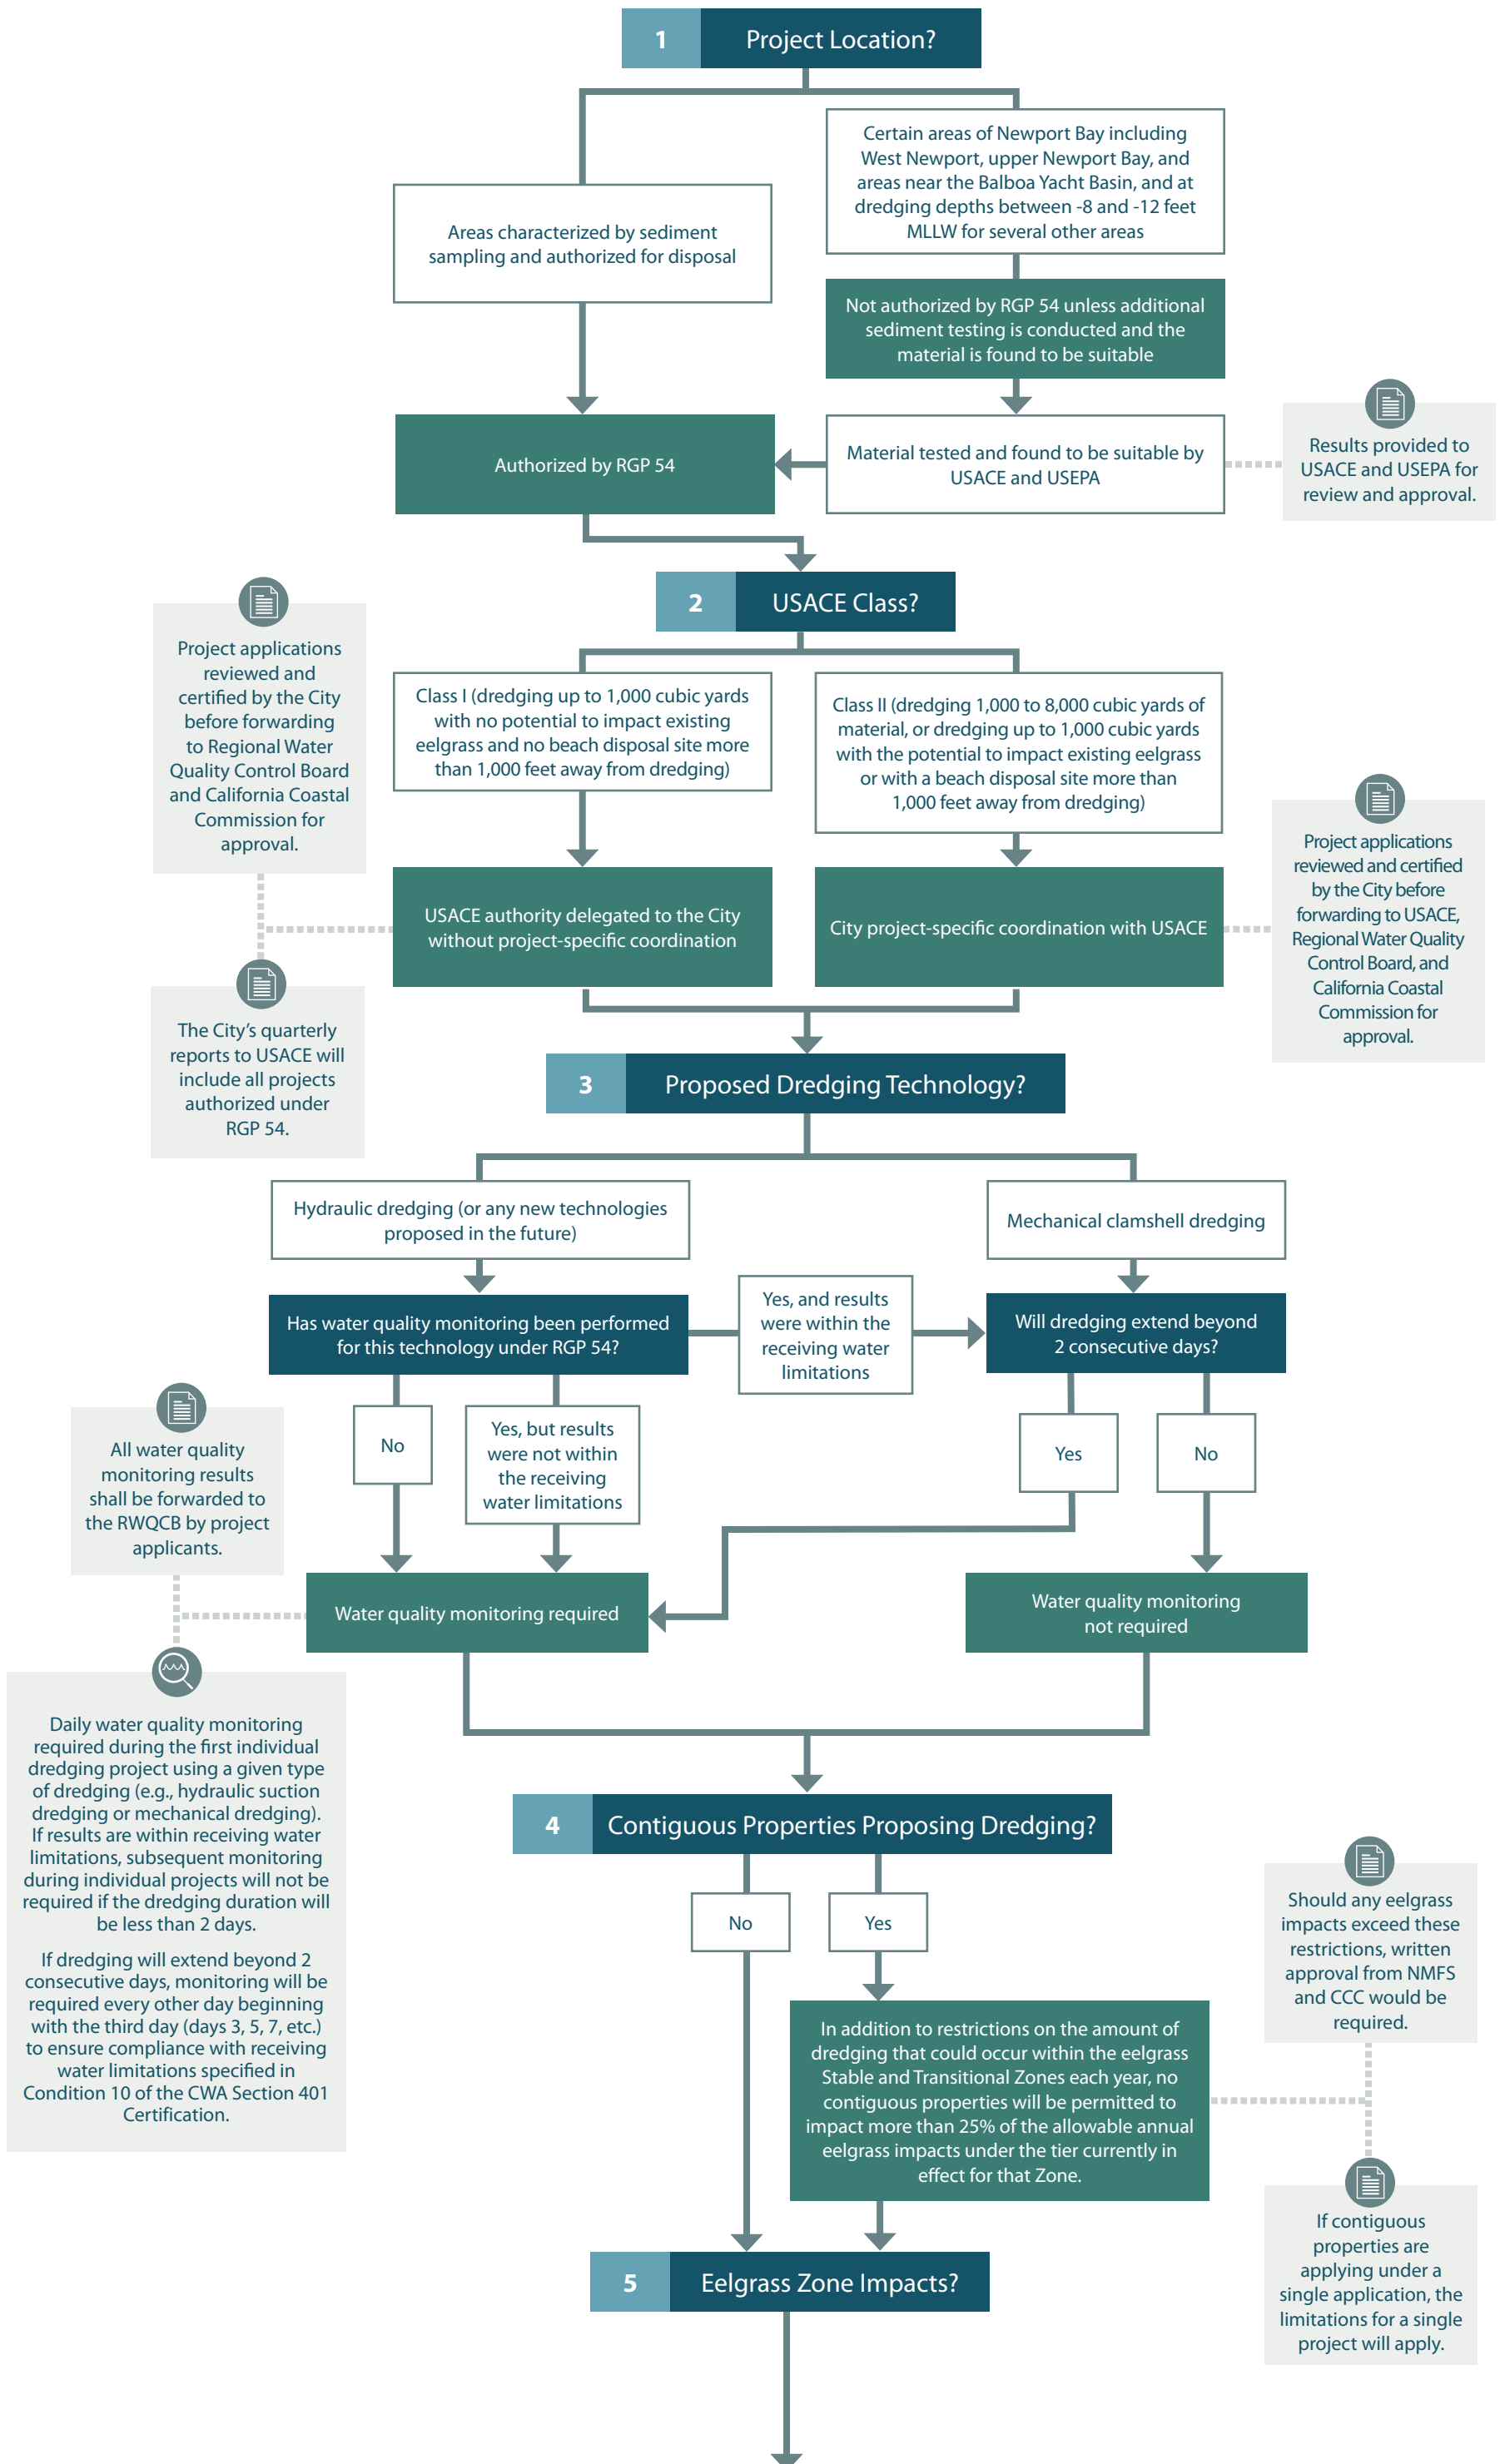 1 Project Location?
Areas characterized by sediment
sampling and authorized for disposal
Certain areas of Newport Bay including
West Newport, upper Newport Bay, and
areas near the Balboa Yacht Basin, and at
dredging depths between -8 and -12 feet
MLLW for several other areas
Not authorized by RGP 54 unless additional
sediment testing is conducted and the
material is found to be suitable
Authorized by RGP 54
Material tested and found to be suitable by
USACE and USEPA
Results provided to
USACE and USEPA for
review and approval.
2 USACE Class?
Project applications
reviewed and
certified by the City
before forwarding
to Regional Water
Quality Control Board
and California Coastal
Commission for
approval.
Class I (dredging up to 1,000 cubic yards
with no potential to impact existing
eelgrass and no beach disposal site more
than 1,000 feet away from dredging)
Class II (dredging 1,000 to 8,000 cubic yards of
material, or dredging up to 1,000 cubic yards
with the potential to impact existing eelgrass
or with a beach disposal site more than
1,000 feet away from dredging)
USACE authority delegated to the City
without project-specific coordination
City project-specific coordination with USACE
Project applications
reviewed and certified
by the City before
forwarding to USACE,
Regional Water Quality
Control Board, and
California Coastal
Commission for
approval.
The City's quarterly
reports to USACE will
include all projects
authorized under
RGP 54.
3 Proposed Dredging Technology?
Hydraulic dredging (or any new technologies
proposed in the future)
Mechanical clamshell dredging
Has water quality monitoring been performed
for this technology under RGP 54?
Yes, and results
were within the
receiving water
limitations
Will dredging extend beyond
2 consecutive days?
No
Yes, but results
were not within
the receiving
water limitations
Yes
No
All water quality
monitoring results
shall be forwarded to
the RWQCB by project
applicants.
Water quality monitoring required
Water quality monitoring
not required
Daily water quality monitoring
required during the first individual
dredging project using a given type
of dredging (e.g., hydraulic suction
dredging or mechanical dredging).
If results are within receiving water
limitations, subsequent monitoring
during individual projects will not be
required if the dredging duration will
be less than 2 days.
If dredging will extend beyond 2
consecutive days, monitoring will be
required every other day beginning
with the third day (days 3, 5, 7, etc.)
to ensure compliance with receiving
water limitations specified in
Condition 10 of the CWA Section 401
Certification.
4 Contiguous Properties Proposing Dredging?
No
Yes
In addition to restrictions on the amount of
dredging that could occur within the eelgrass
Stable and Transitional Zones each year, no
contiguous properties will be permitted to
impact more than 25% of the allowable annual
eelgrass impacts under the tier currently in
effect for that Zone.
Should any eelgrass
impacts exceed these
restrictions, written
approval from NMFS
and CCC would be
required.
If contiguous
properties are
applying under a
single application, the
limitations for a single
project will apply.
5 Eelgrass Zone Impacts?